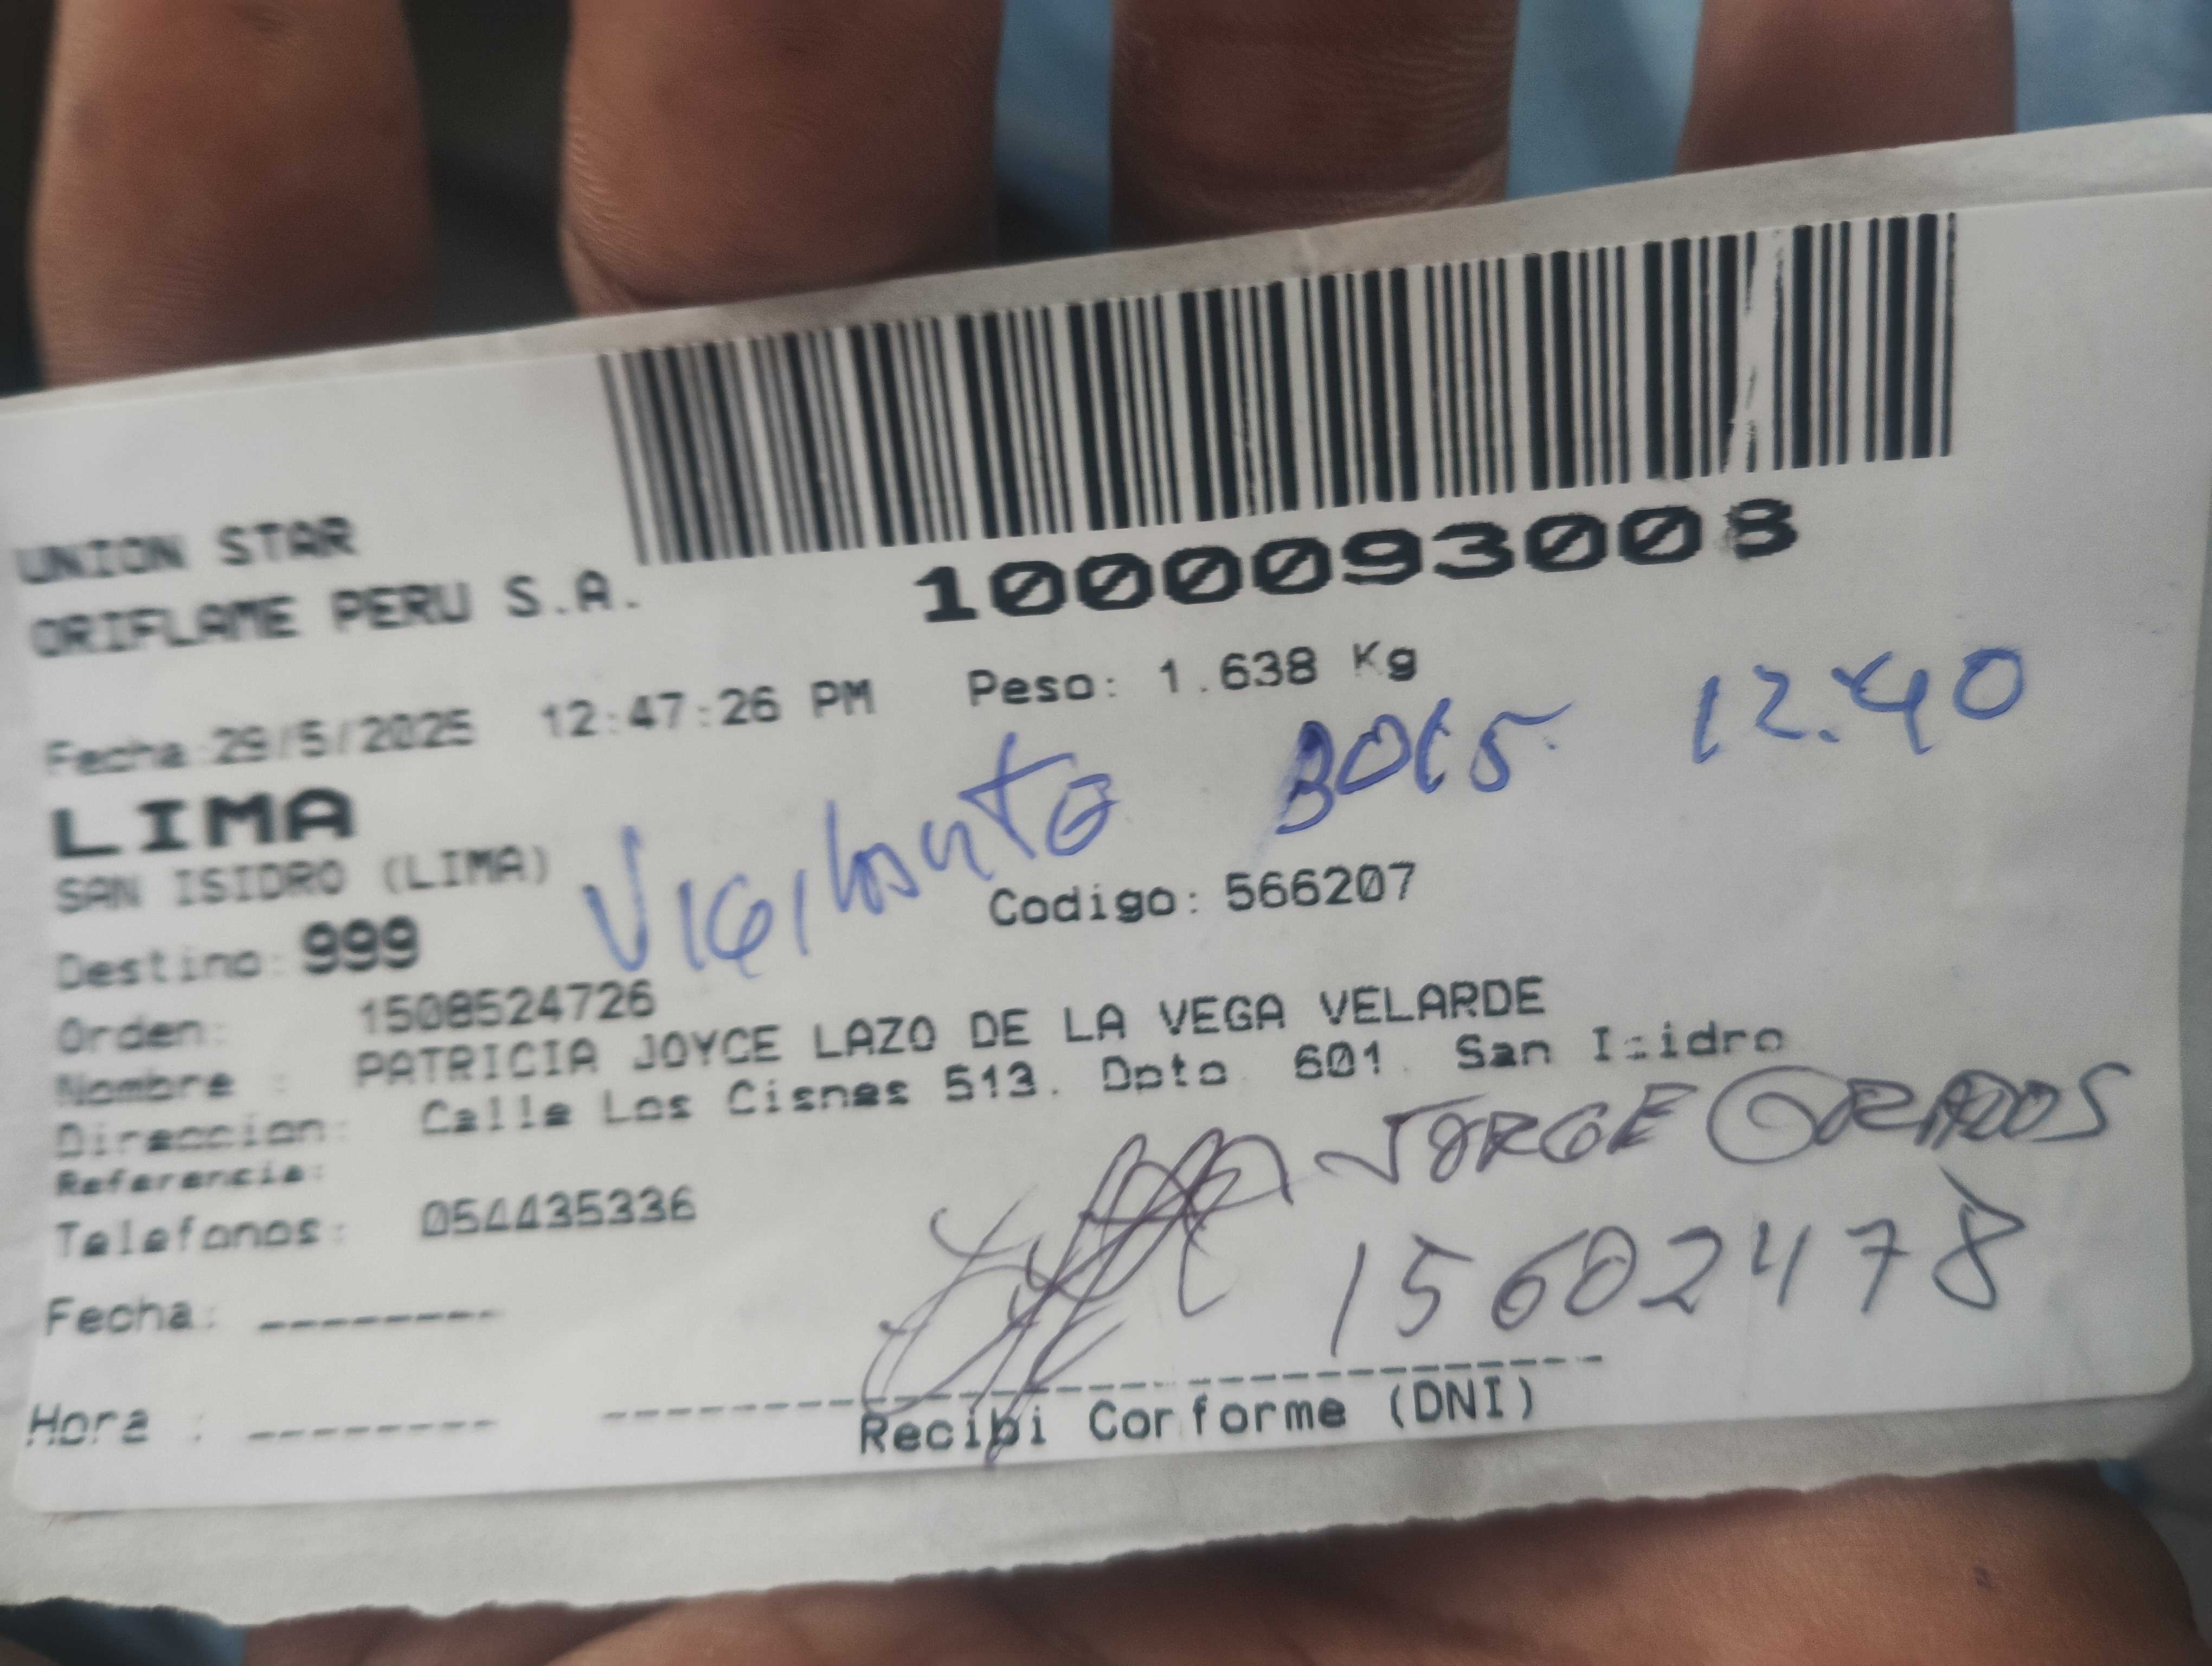 UNION STAR
ORIFLAME PERU S.A.
1000093008
Fecha:29/5/2025 12:47:26 PM Peso: 1.638 Kg
12.40
LIMA
SAN ISIDRO (LIMA)
Destino: 999 Codigo: 566207
Orden: 1508524726
Nombre : PATRICIA JOYCE LAZO DE LA VEGA VELARDE
Direccion: Calle Los Cisnes 513. Dpto. 601. San Isidro
Referencia:
JORGE GRADOS
Telefonos: 054435336
15602478
Fecha:
Hora :
Recibi Conforme (DNI)